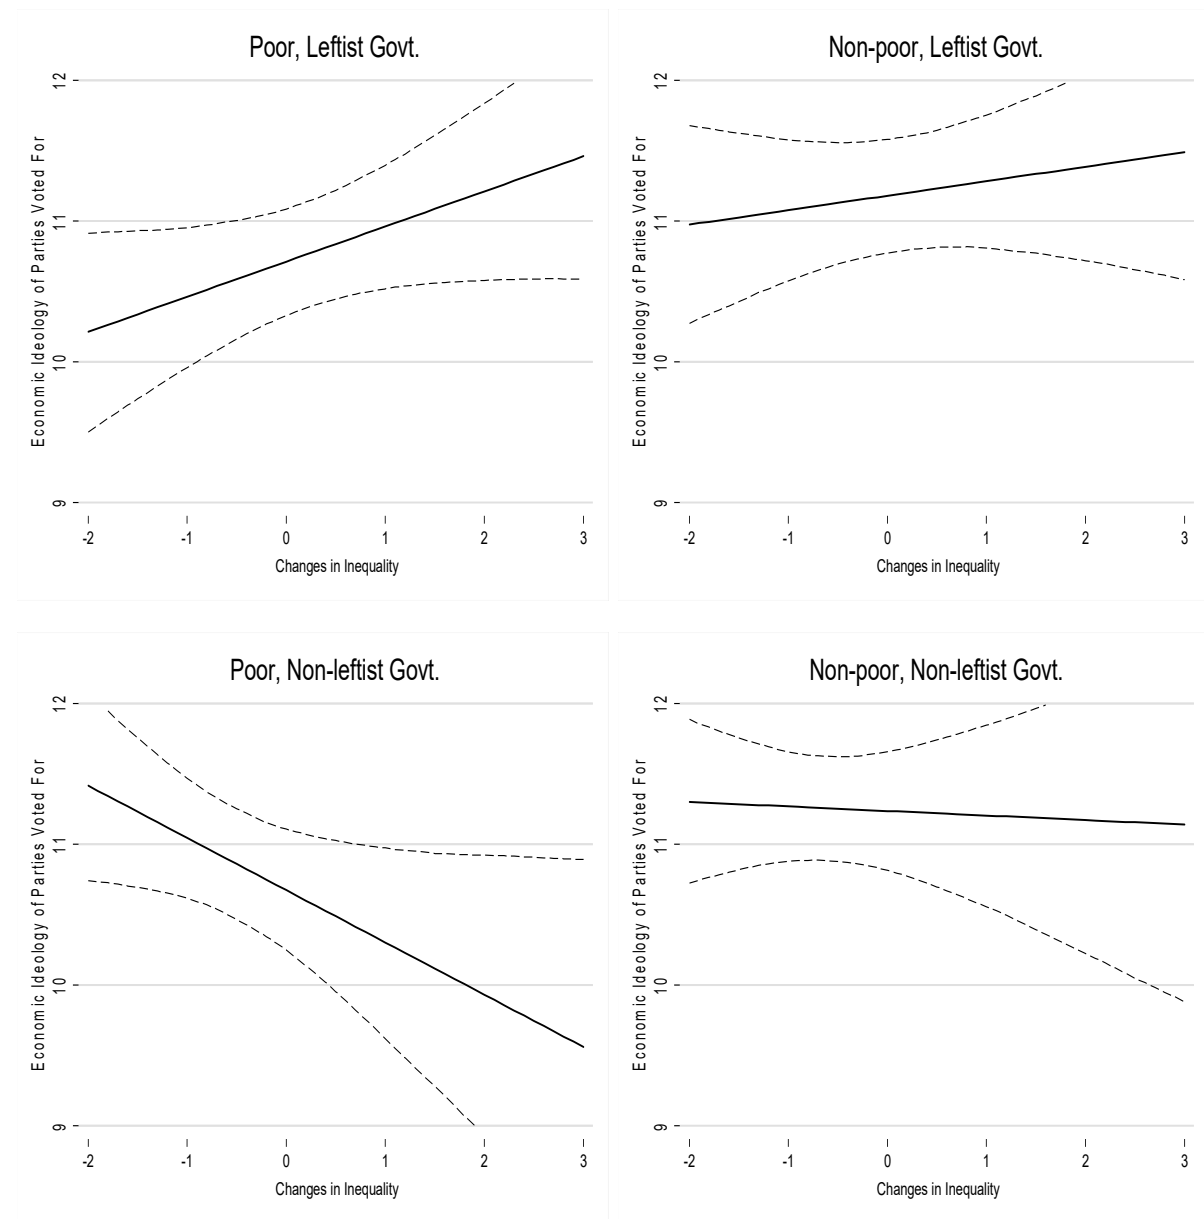 Poor, Leftist Govt.
12
11
10
9
Economic Ideology of Parties Voted For
-2 -1 0 1 2 3
Changes in Inequality
Non-poor, Leftist Govt.
12
11
10
9
Economic Ideology of Parties Voted For
-2 -1 0 1 2 3
Changes in Inequality
Poor, Non-leftist Govt.
12
11
10
9
Economic Ideology of Parties Voted For
-2 -1 0 1 2 3
Changes in Inequality
Non-poor, Non-leftist Govt.
12
11
10
9
Economic Ideology of Parties Voted For
-2 -1 0 1 2 3
Changes in Inequality